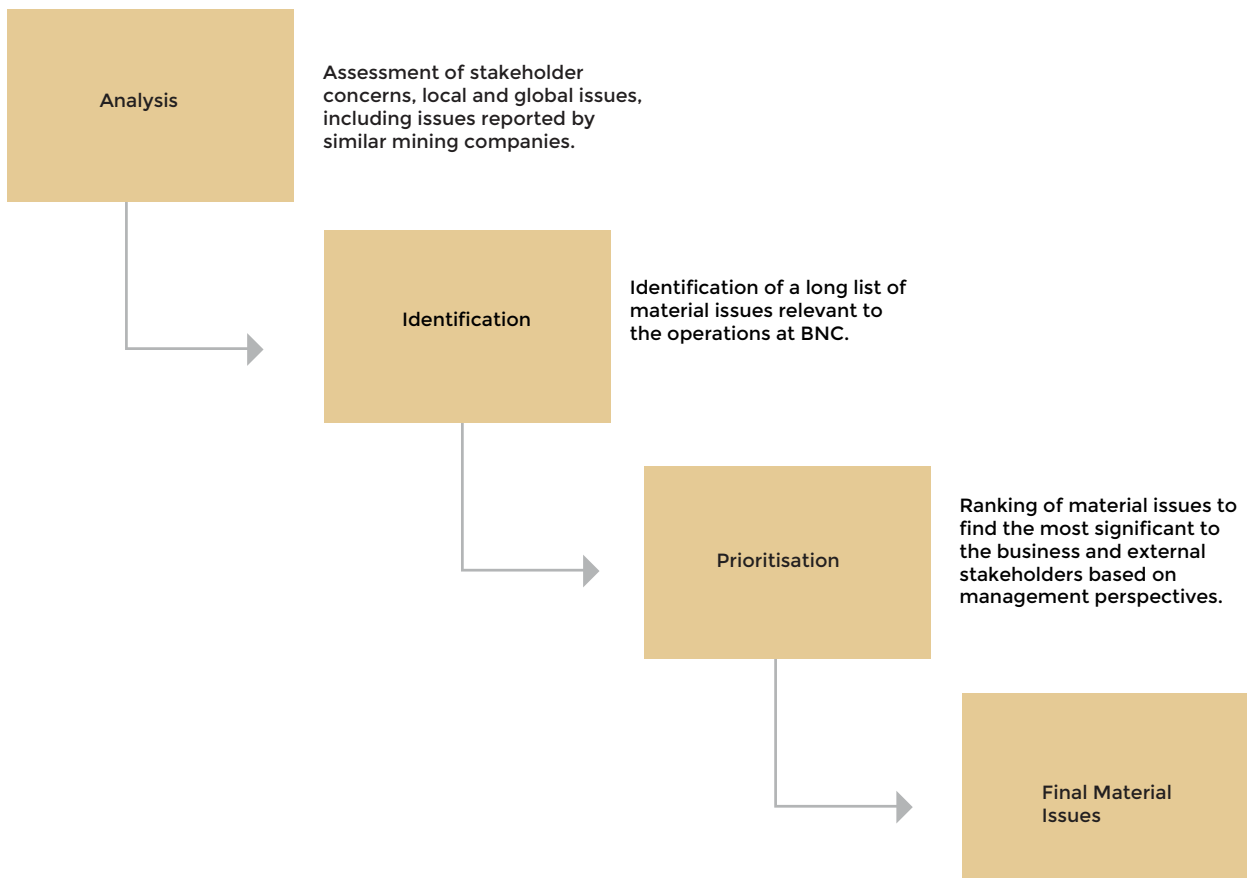 Analysis
Assessment of stakeholder
concerns, local and global issues,
including issues reported by
similar mining companies.
Identification
Identification of a long list of
material issues relevant to
the operations at BNC.
Prioritisation
Ranking of material issues to
find the most significant to
the business and external
stakeholders based on
management perspectives.
Final Material
Issues